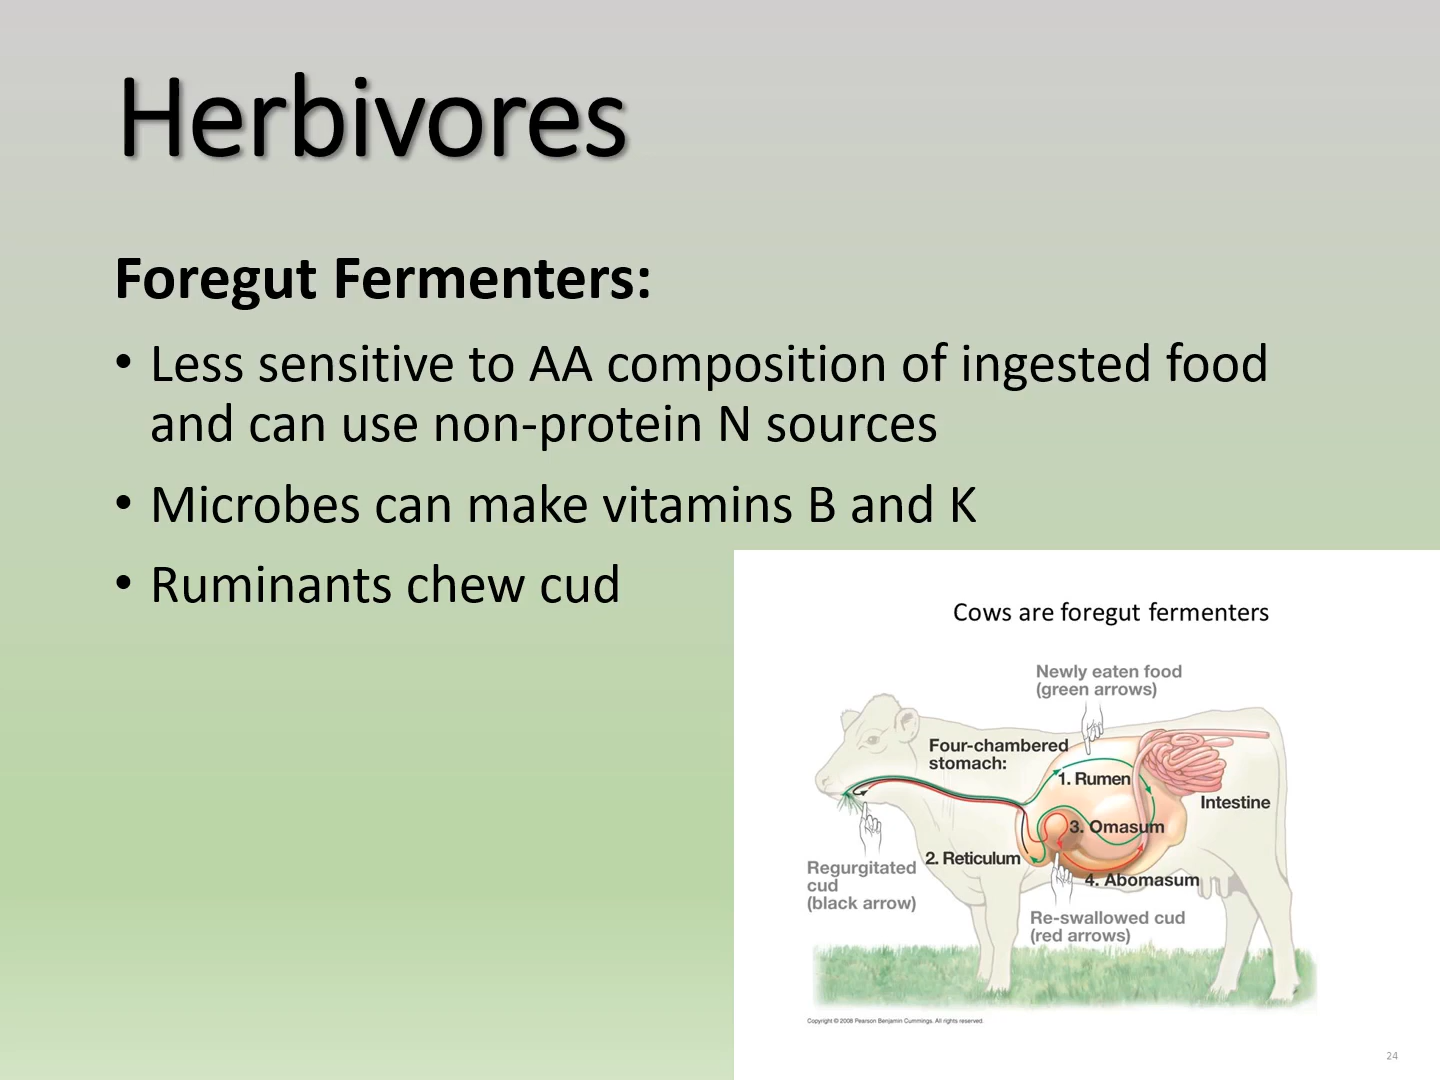 Herbivores
Foregut Fermenters:
• Less sensitive to AA composition of ingested food
and can use non-protein N sources
• Microbes can make vitamins B and K
• Ruminants chew cud
Cows are foregut fermenters
Newly eaten food
(green arrows)
Four-chambered
stomach:
1. Rumen
Intestine
3. Omasum
2. Reticulum
Regurgitated
cud
(black arrow)
4. Abomasum
Re-swallowed cud
(red arrows)
Copyright © 2008 Pearson Benjamin Cummings. All rights reserved.
24